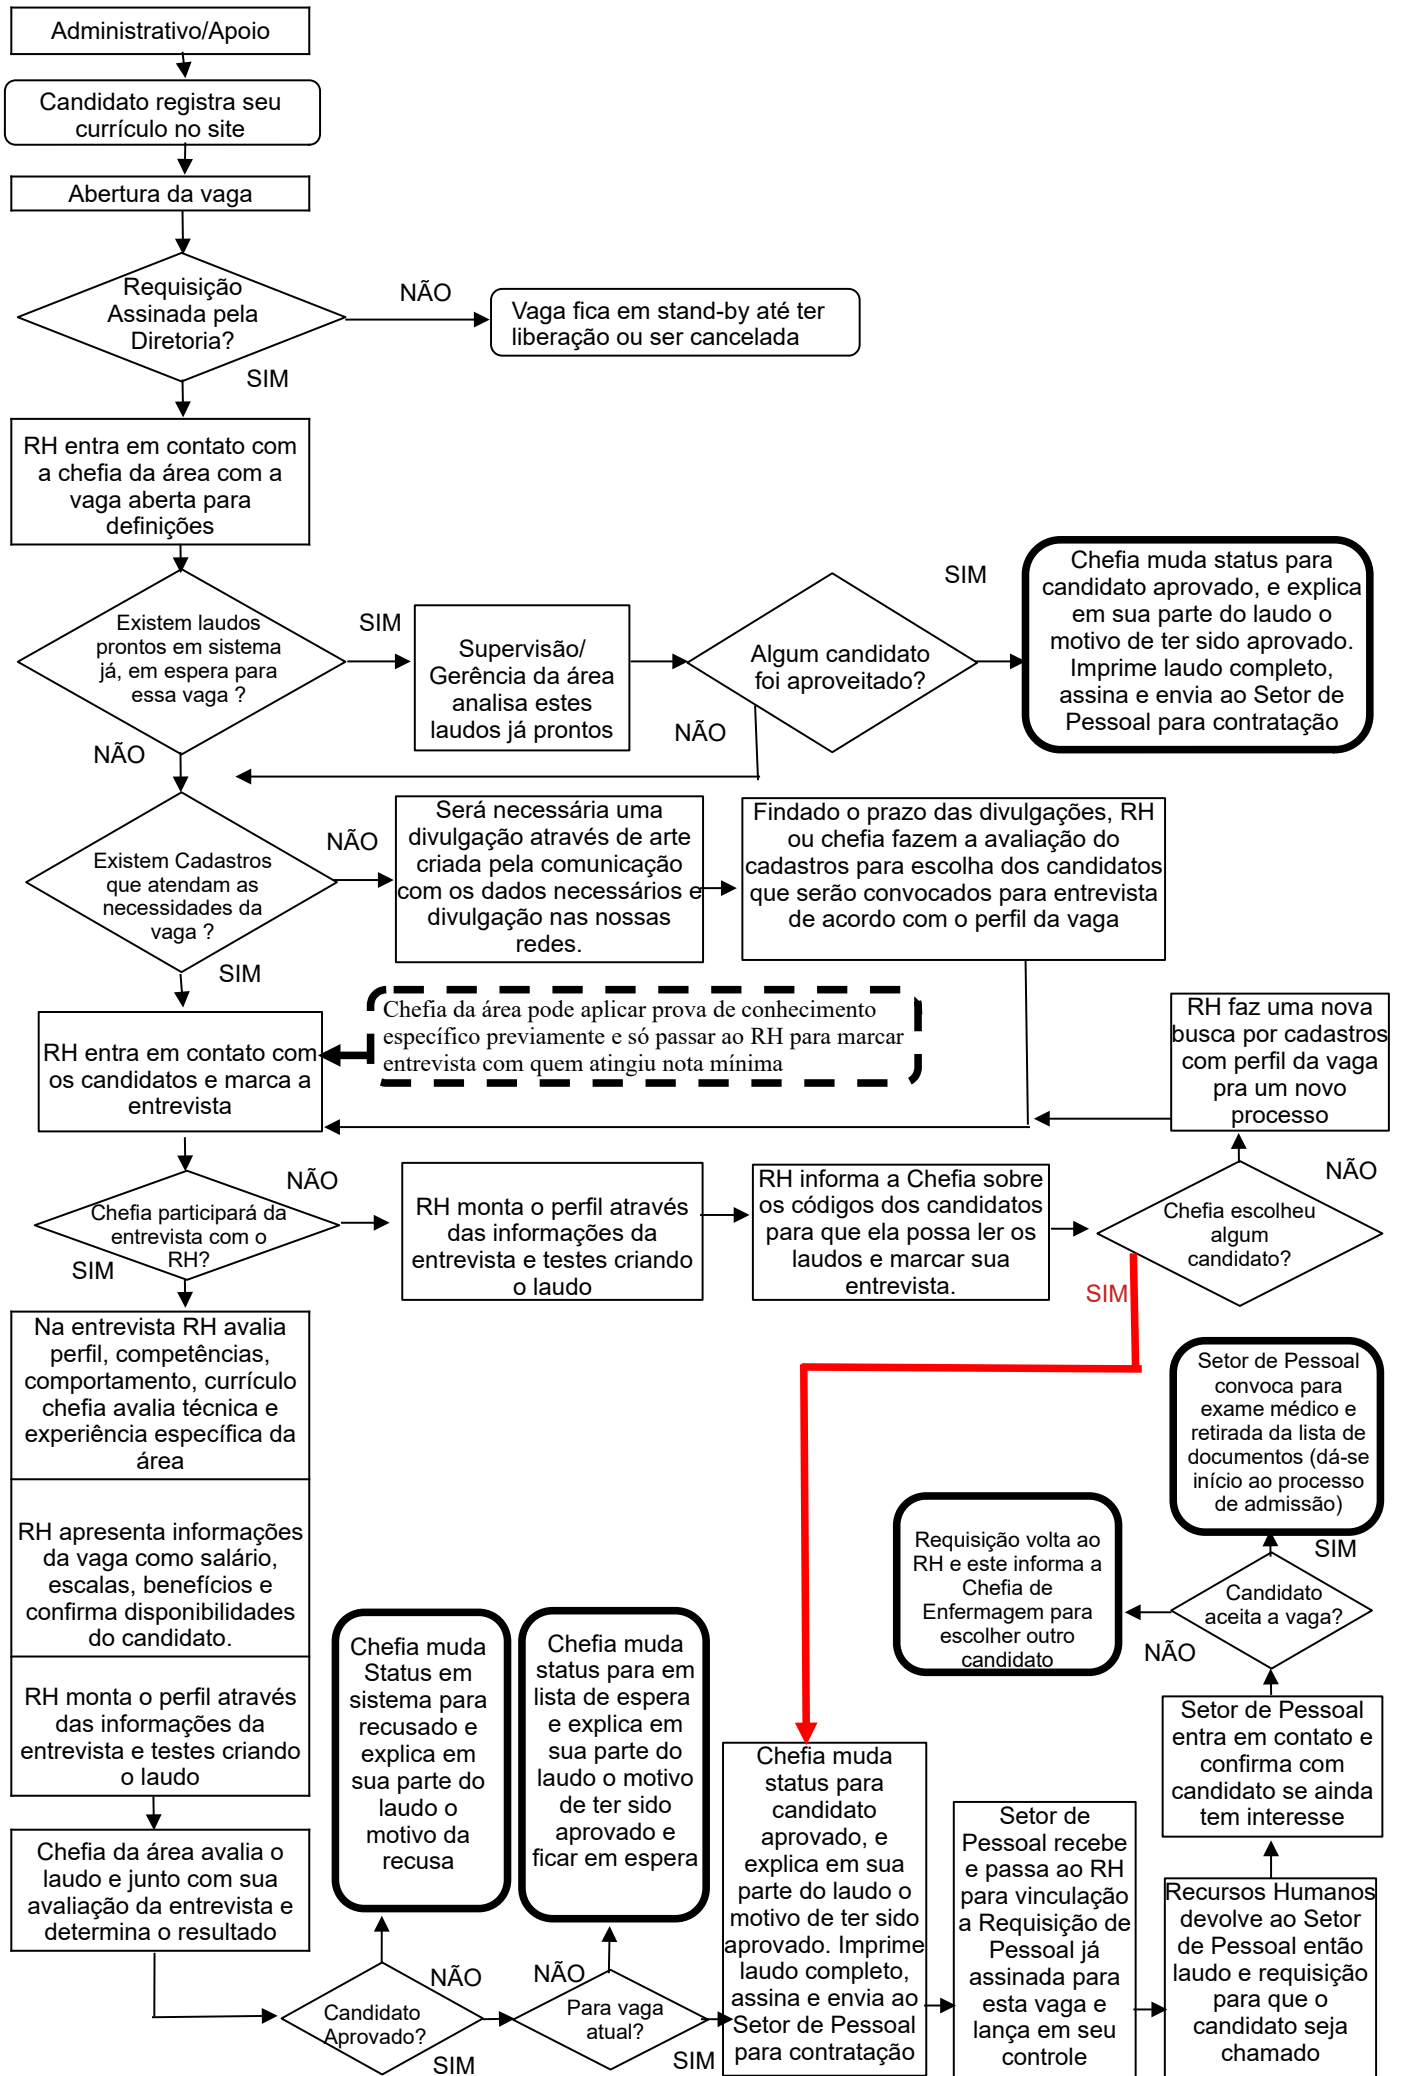 Administrativo/Apoio
Candidato registra seu
currículo no site
Abertura da vaga
Requisição
Assinada pela
Diretoria?
NÃO
Vaga fica em stand-by até ter
liberação ou ser cancelada
SIM
RH entra em contato com
a chefia da área com a
vaga aberta para
definições
Existem laudos
prontos em sistema
já, em espera para
essa vaga ?
SIM
Supervisão/
Gerência da área
analisa estes
laudos já prontos
Algum candidato
foi aproveitado?
SIM
Chefia muda status para
candidato aprovado, e explica
em sua parte do laudo o
motivo de ter sido aprovado.
Imprime laudo completo,
assina e envia ao Setor de
Pessoal para contratação
NÃO
NÃO
Existem Cadastros
que atendam as
necessidades da
vaga ?
NÃO
Será necessária uma
divulgação através de arte
criada pela comunicação
com os dados necessários e
divulgação nas nossas
redes.
Findado o prazo das divulgações, RH
ou chefia fazem a avaliação do
cadastros para escolha dos candidatos
que serão convocados para entrevista
de acordo com o perfil da vaga
SIM
RH entra em contato com
os candidatos e marca a
entrevista
Chefia da área pode aplicar prova de conhecimento
específico previamente e só passar ao RH para marcar
entrevista com quem atingiu nota mínima
RH faz uma nova
busca por cadastros
com perfil da vaga
pra um novo
processo
Chefia participará da
entrevista com o
RH?
NÃO
RH monta o perfil através
das informações da
entrevista e testes criando
o laudo
RH informa a Chefia sobre
os códigos dos candidatos
para que ela possa ler os
laudos e marcar sua
entrevista.
Chefia escolheu
algum
candidato?
NÃO
SIM
SIM
Na entrevista RH avalia
perfil, competências,
comportamento, currículo
chefia avalia técnica e
experiência específica da
área
RH apresenta informações
da vaga como salário,
escalas, benefícios e
confirma disponibilidades
do candidato.
RH monta o perfil através
das informações da
entrevista e testes criando
o laudo
Chefia da área avalia o
laudo e junto com sua
avaliação da entrevista e
determina o resultado
Candidato
Aprovado?
NÃO
SIM
Chefia muda
Status em
sistema para
recusado e
explica em
sua parte do
laudo o
motivo da
recusa
Para vaga
atual?
NÃO
SIM
Chefia muda
status para em
lista de espera
e explica em
sua parte do
laudo o motivo
de ter sido
aprovado e
ficar em espera
Chefia muda
status para
candidato
aprovado, e
explica em sua
parte do laudo o
motivo de ter sido
aprovado. Imprime
laudo completo,
assina e envia ao
Setor de Pessoal
para contratação
Setor de
Pessoal recebe
e passa ao RH
para vinculação
a Requisição de
Pessoal já
assinada para
esta vaga e
lança em seu
controle
Recursos Humanos
devolve ao Setor
de Pessoal então
laudo e requisição
para que o
candidato seja
chamado
Setor de Pessoal
entra em contato e
confirma com
candidato se ainda
tem interesse
Candidato
aceita a vaga?
NÃO
SIM
Requisição volta ao
RH e este informa a
Chefia de
Enfermagem para
escolher outro
candidato
Setor de Pessoal
convoca para
exame médico e
retirada da lista de
documentos (dá-se
início ao processo
de admissão)